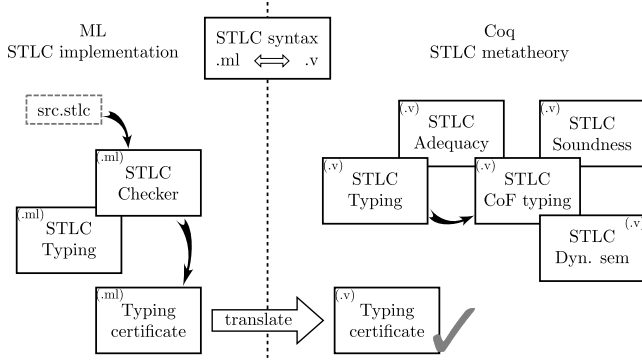 ML
STLC implementation
STLC syntax
.ml .v
Coq
STLC metatheory
src.stlc
(.ml)
STLC
Checker
(.ml)
STLC
Typing
(.ml)
Typing
certificate
translate
(.v)
STLC
Adequacy
(.v)
STLC
Soundness
(.v)
STLC
Typing
(.v)
STLC
CoF typing
(.v)
STLC
Dyn. sem
(.v)
Typing
certificate